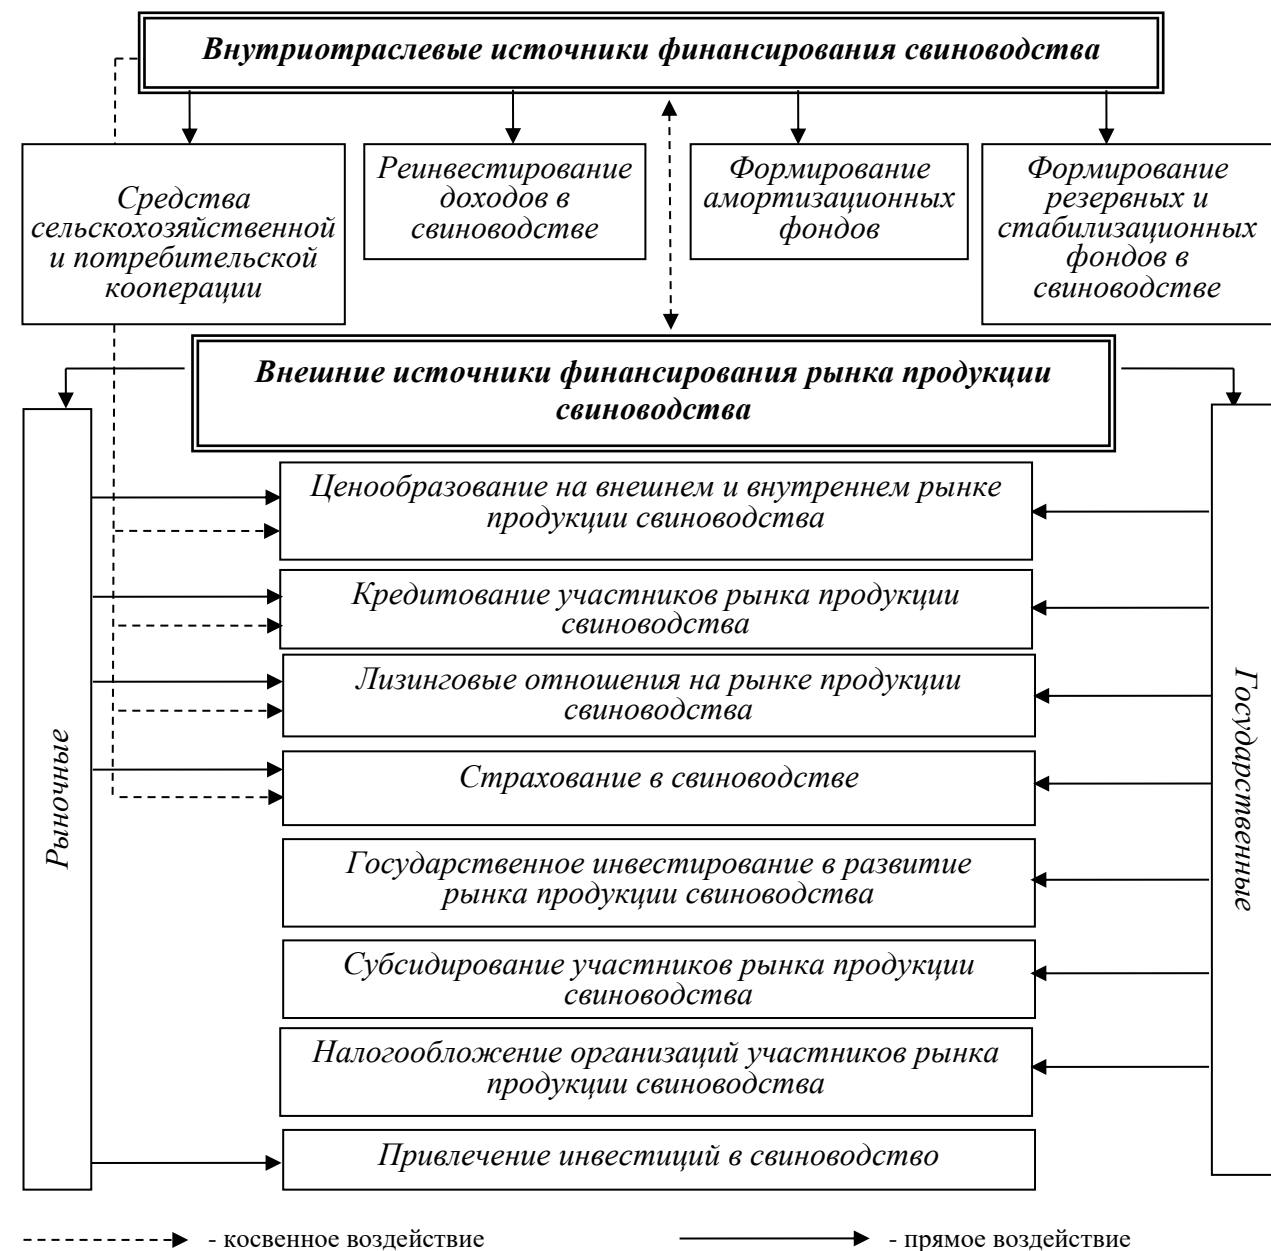 Внутриотраслевые источники финансирования свиноводства
Средства
сельскохозяйственной
и потребительской
кооперации
Реинвестирование
доходов в
свиноводстве
Формирование
амортизационных
фондов
Формирование
резервных и
стабилизационных
фондов в
свиноводстве
Внешние источники финансирования рынка продукции
свиноводства
Рыночные
Ценообразование на внешнем и внутреннем рынке
продукции свиноводства
Кредитование участников рынка продукции
свиноводства
Лизинговые отношения на рынке продукции
свиноводства
Страхование в свиноводстве
Государственное инвестирование в развитие
рынка продукции свиноводства
Субсидирование участников рынка продукции
свиноводства
Налогообложение организаций участников рынка
продукции свиноводства
Привлечение инвестиций в свиноводство
Государственные
- косвенное воздействие
- прямое воздействие